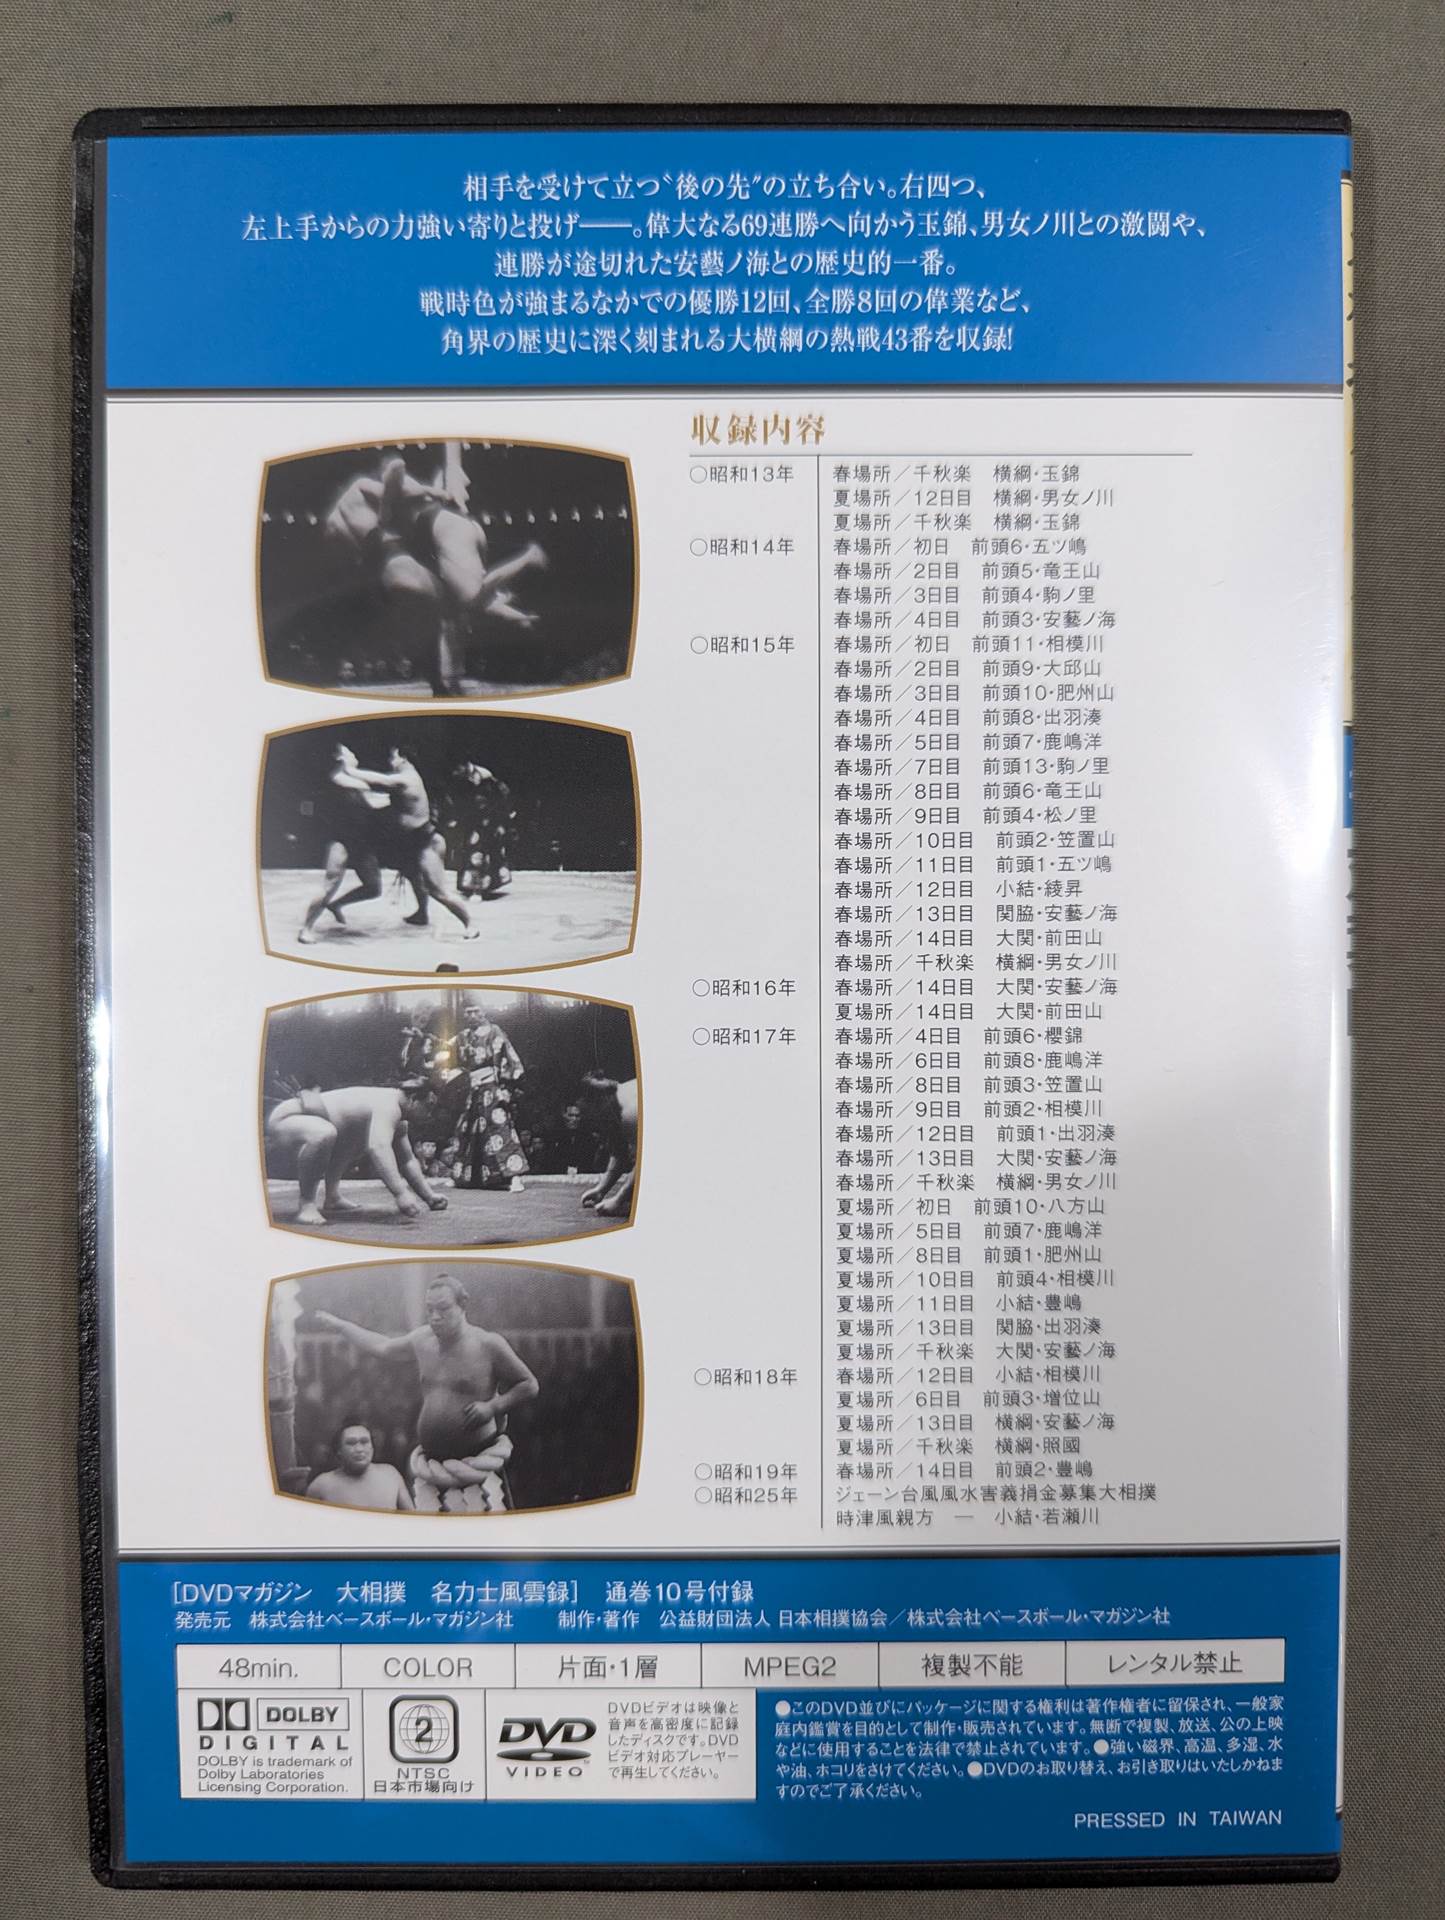 相手を受けて立つ〝後の先〟の立ち合い。右四つ、
左上手からの力強い寄りと投げ――。偉大なる69連勝へ向かう玉錦、男女ノ川との激闘や、
連勝が途切れた安藝ノ海との歴史的一番。
戦時色が強まるなかでの優勝12回、全勝8回の偉業など、
角界の歴史に深く刻まれる大横綱の熱戦43番を収録!
収録内容
○昭和13年 春場所／千秋楽 横綱・玉錦
夏場所／12日目 横綱・男女ノ川
夏場所／千秋楽 横綱・玉錦
○昭和14年 春場所／初日 前頭6・五ツ嶋
春場所／2日目 前頭5・竜王山
春場所／3日目 前頭4・駒ノ里
春場所／4日目 前頭3・安藝ノ海
○昭和15年 春場所／初日 前頭11・相模川
春場所／2日目 前頭9・大邱山
春場所／3日目 前頭10・肥州山
春場所／4日目 前頭8・出羽湊
春場所／5日目 前頭7・鹿嶋洋
春場所／7日目 前頭13・駒ノ里
春場所／8日目 前頭6・竜王山
春場所／9日目 前頭4・松ノ里
春場所／10日目 前頭2・笠置山
春場所／11日目 前頭1・五ツ嶋
春場所／12日目 小結・綾昇
春場所／13日目 関脇・安藝ノ海
春場所／14日目 大関・前田山
春場所／千秋楽 横綱・男女ノ川
○昭和16年 春場所／14日目 大関・安藝ノ海
夏場所／14日目 大関・前田山
○昭和17年 春場所／4日目 前頭6・櫻錦
春場所／6日目 前頭8・鹿嶋洋
春場所／8日目 前頭3・笠置山
春場所／9日目 前頭2・相模川
春場所／12日目 前頭1・出羽湊
春場所／13日目 大関・安藝ノ海
春場所／千秋楽 横綱・男女ノ川
夏場所／初日 前頭10・八方山
夏場所／5日目 前頭7・鹿嶋洋
夏場所／8日目 前頭1・肥州山
夏場所／10日目 前頭4・相模川
夏場所／11日目 小結・豊嶋
夏場所／13日目 関脇・出羽湊
夏場所／千秋楽 大関・安藝ノ海
○昭和18年 春場所／12日目 小結・相模川
夏場所／6日目 前頭3・増位山
夏場所／13日目 横綱・安藝ノ海
夏場所／千秋楽 横綱・照國
○昭和19年 春場所／14日目 前頭2・豊嶋
○昭和25年 ジェーン台風風水害義捐金募集大相撲
時津風親方 ― 小結・若瀬川
[DVDマガジン 大相撲 名力士風雲録] 通巻10号付録
発売元 株式会社ベースボール・マガジン社 制作・著作 公益財団法人 日本相撲協会／株式会社ベースボール・マガジン社
48min. COLOR 片面・1層 MPEG2 複製不能 レンタル禁止
DOLBY
DIGITAL
DOLBY is trademark of
Dolby Laboratories
Licensing Corporation.
2
NTSC
日本市場向け
DVD
VIDEO
DVDビデオは映像と
音声を高密度に記録
したディスクです。DVD
ビデオ対応プレーヤー
で再生してください。
●このDVD並びにパッケージに関する権利は著作権者に留保され、一般家
庭内鑑賞を目的として制作・販売されています。無断で複製、放送、公の上映
などに使用することを法律で禁止されています。●強い磁界、高温、多湿、水
や油、ホコリをさけてください。●DVDのお取り替え、お引き取りはいたしかねま
すのでご了承ください。
PRESSED IN TAIWAN